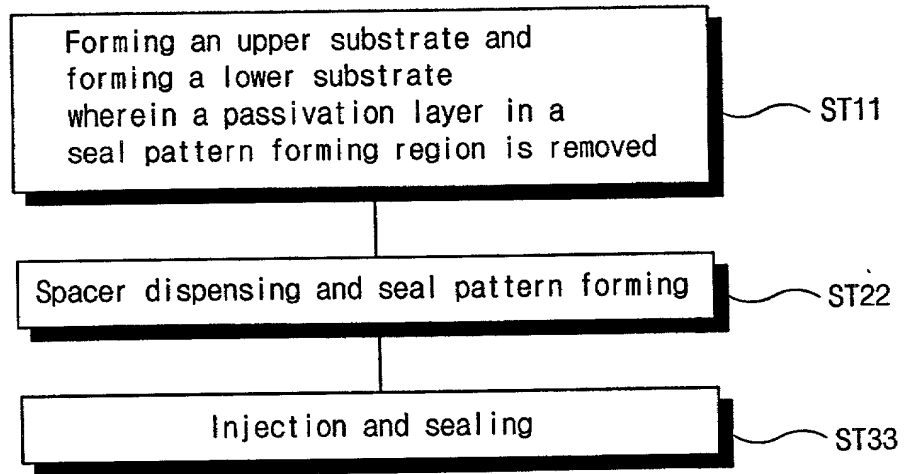 Forming an upper substrate and
forming a lower substrate
wherein a passivation layer in a
seal pattern forming region is removed
ST11
Spacer dispensing and seal pattern forming
ST22
Injection and sealing
ST33